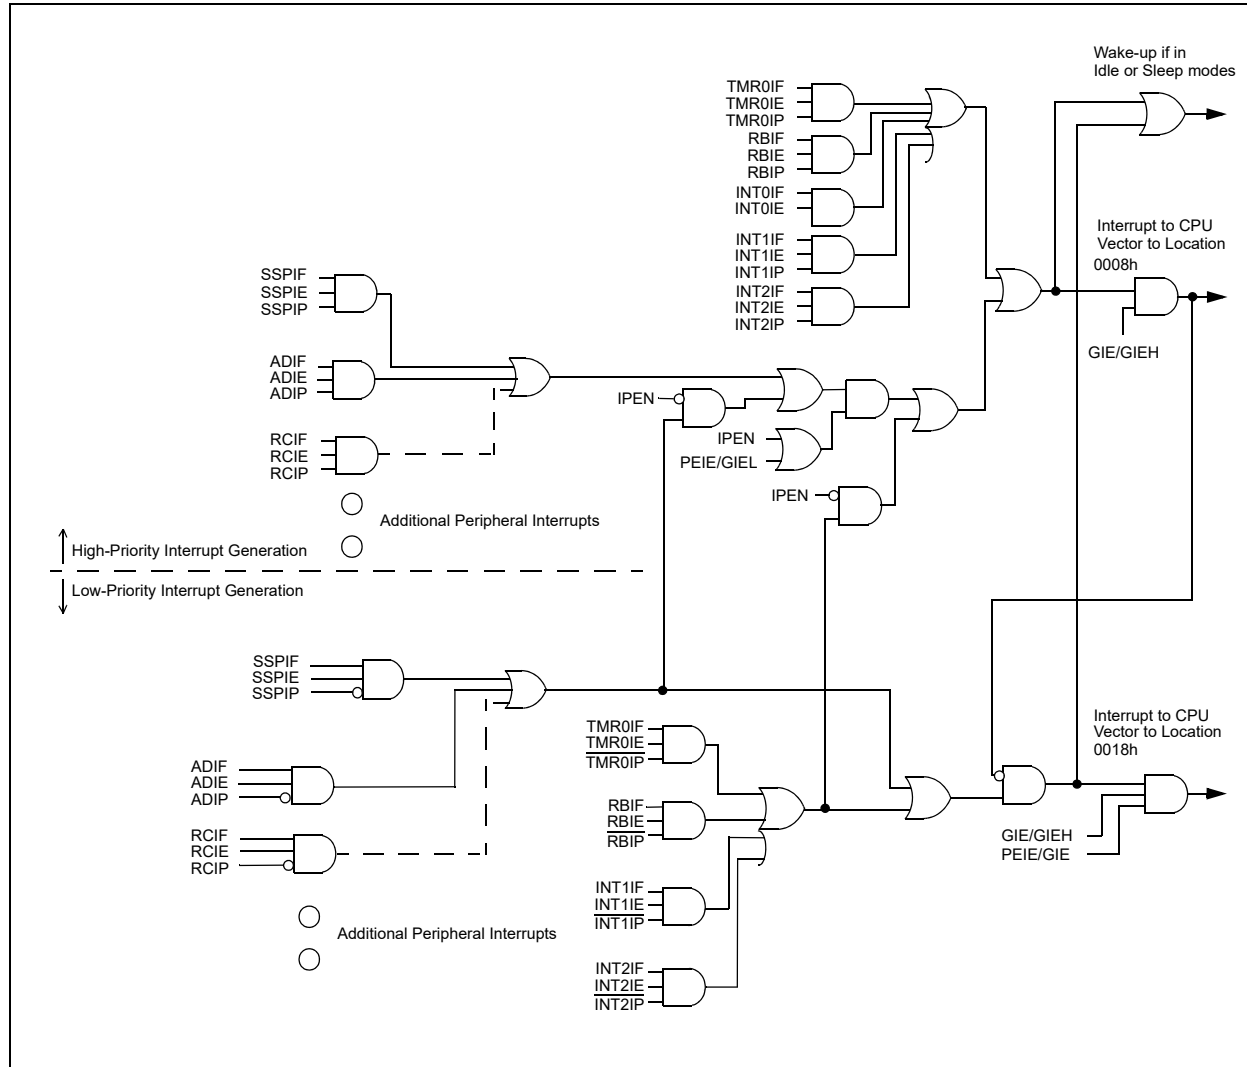 Wake-up if in
Idle or Sleep modes
TMR0IF
TMR0IE
TMR0IP
RBIF
RBIE
RBIP
INT0IF
INT0IE
INT1IF
INT1IE
INT1IP
INT2IF
INT2IE
INT2IP
Interrupt to CPU
Vector to Location
0008h
GIE/GIEH
SSPIF
SSPIE
SSPIP
ADIF
ADIE
ADIP
RCIF
RCIE
RCIP
IPEN
IPEN
PEIE/GIEL
IPEN
Additional Peripheral Interrupts
High-Priority Interrupt Generation
Low-Priority Interrupt Generation
SSPIF
SSPIE
SSPIP
ADIF
ADIE
ADIP
RCIF
RCIE
RCIP
Additional Peripheral Interrupts
TMR0IF
TMR0IE
TMR0IP
RBIF
RBIE
RBIP
INT1IF
INT1IE
INT1IP
INT2IF
INT2IE
INT2IP
Interrupt to CPU
Vector to Location
0018h
GIE/GIEH
PEIE/GIE